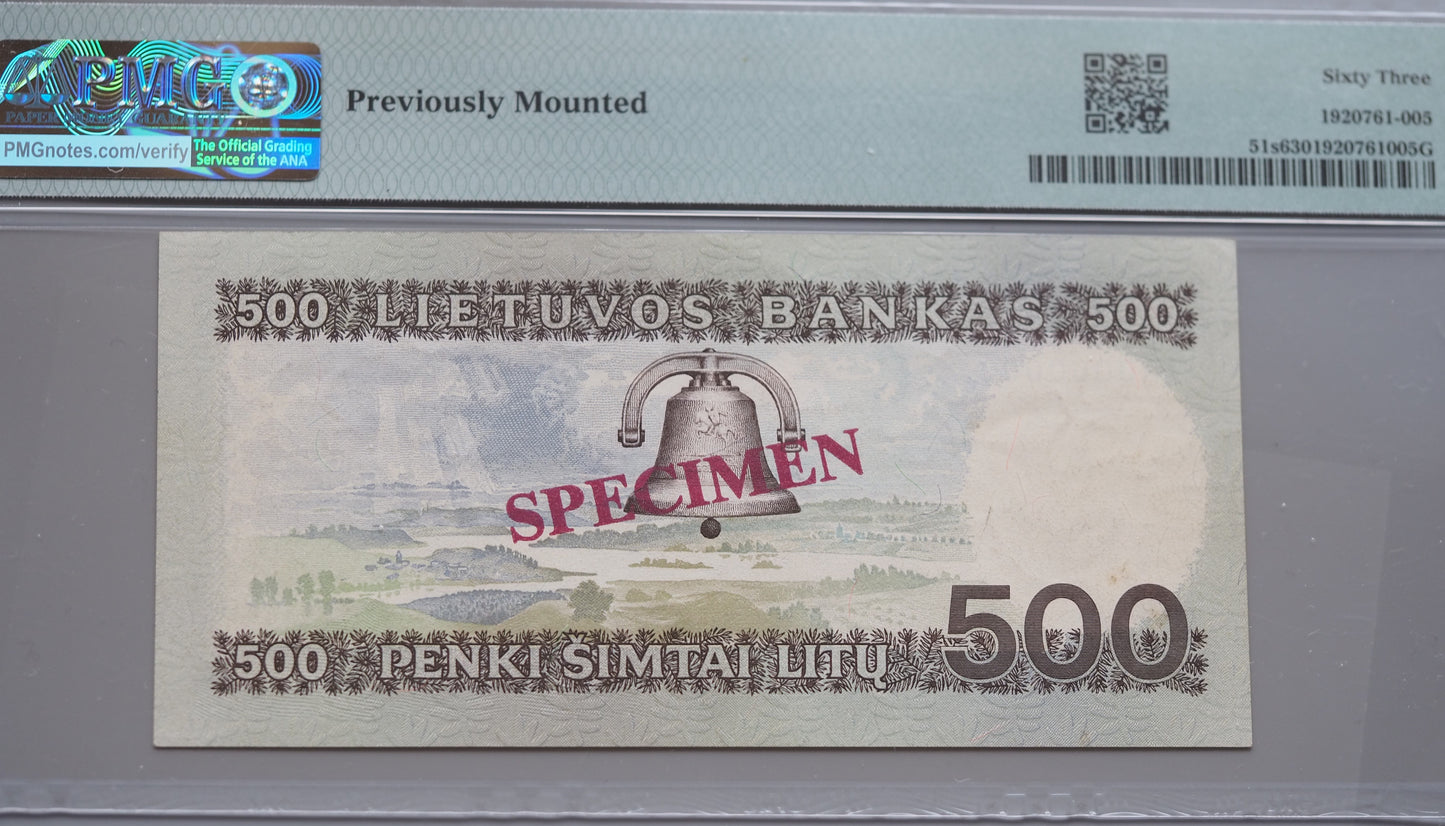 PMG
PAPER MONEY GUARANTY
PMGnotes.com/verify
The Official Grading
Service of the ANA
Previously Mounted
Sixty Three
1920761-005
51s6301920761005G
500 LIETUVOS BANKAS 500
SPECIMEN
500 PENKI ŠIMTAI LITŲ 500